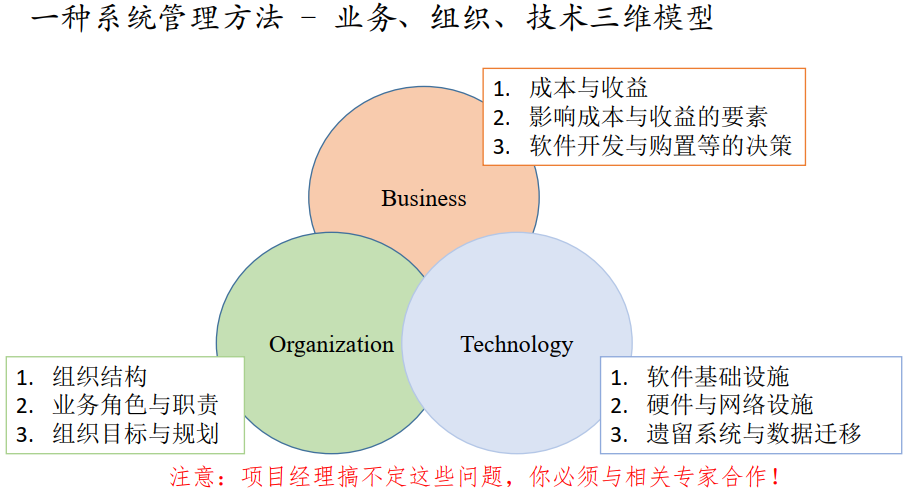 一种系统管理方法 - 业务、组织、技术三维模型
1. 成本与收益
2. 影响成本与收益的要素
3. 软件开发与购置等的决策
Business
Organization
Technology
1. 组织结构
2. 业务角色与职责
3. 组织目标与规划
1. 软件基础设施
2. 硬件与网络设施
3. 遗留系统与数据迁移
注意：项目经理搞不定这些问题，你必须与相关专家合作！